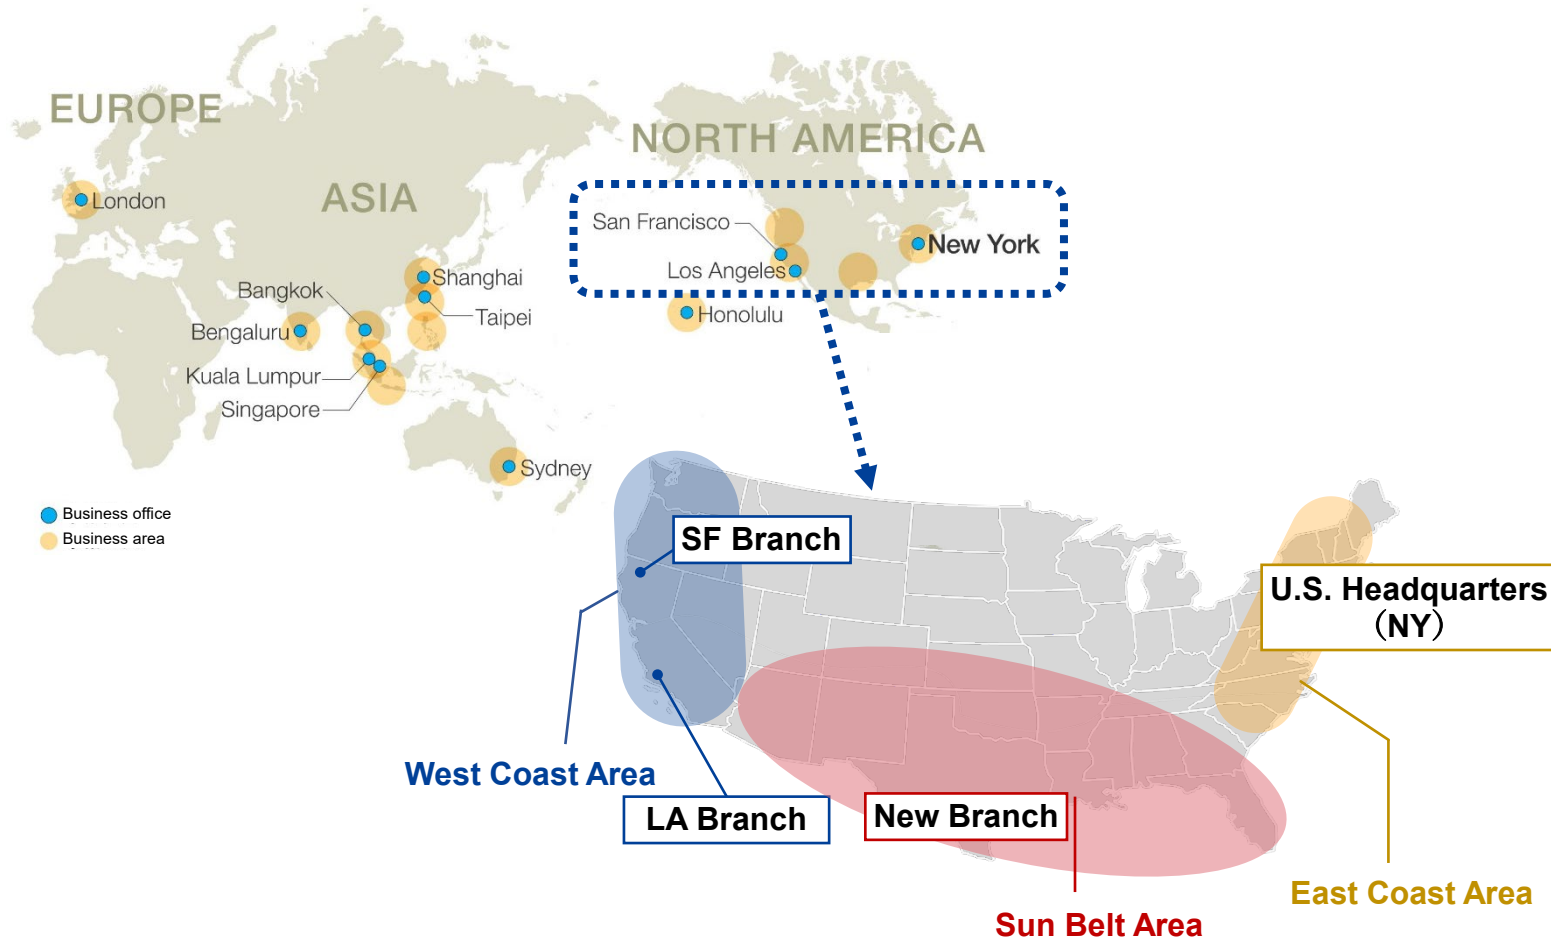 EUROPE
NORTH AMERICA
ASIA
London
San Francisco
New York
Shanghai
Los Angeles
Bangkok
Taipei
Honolulu
Bengaluru
Kuala Lumpur
Singapore
Sydney
Business office
Business area
SF Branch
U.S. Headquarters
（NY）
West Coast Area
LA Branch
New Branch
East Coast Area
Sun Belt Area